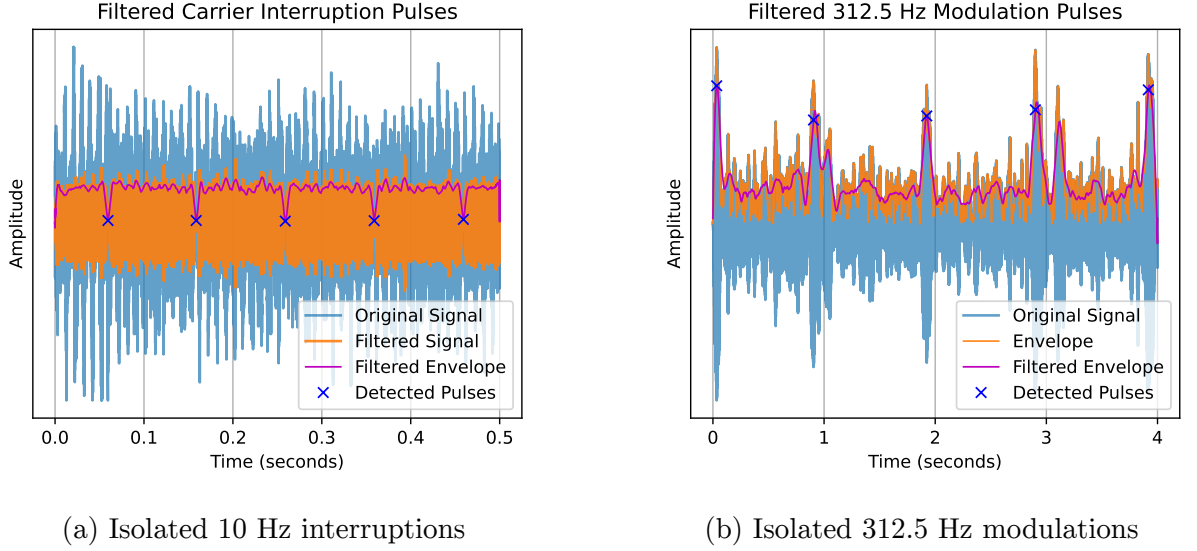 Filtered Carrier Interruption Pulses
Amplitude
Original Signal
Filtered Signal
Filtered Envelope
Detected Pulses
0.0 0.1 0.2 0.3 0.4 0.5
Time (seconds)
(a) Isolated 10 Hz interruptions
Filtered 312.5 Hz Modulation Pulses
Amplitude
Original Signal
Envelope
Filtered Envelope
Detected Pulses
0 1 2 3 4
Time (seconds)
(b) Isolated 312.5 Hz modulations